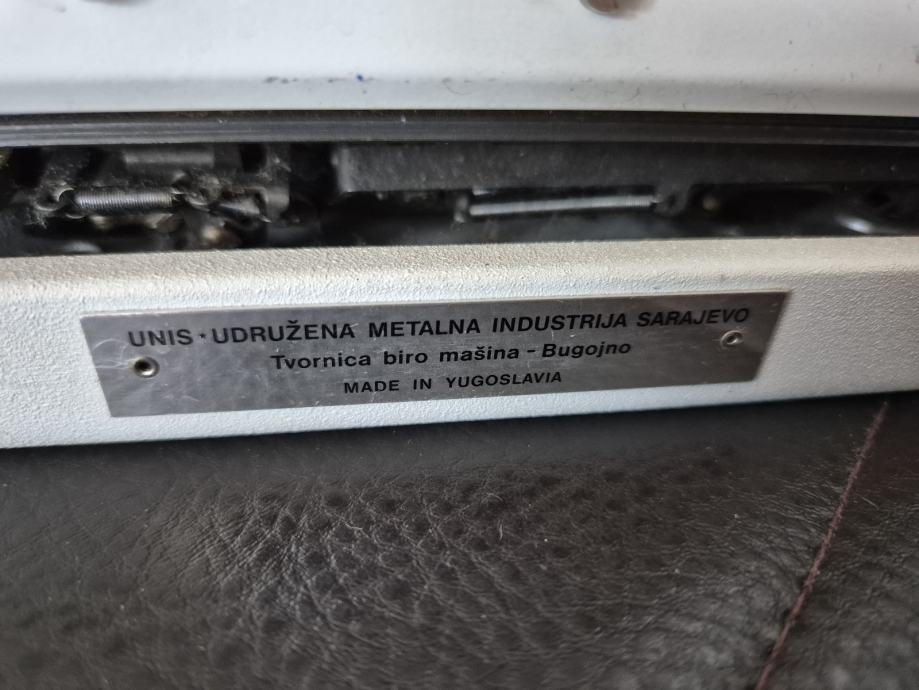 UNIS * UDRUŽENA METALNA INDUSTRIJA SARAJEVO
Tvornica biro mašina - Bugojno
MADE IN YUGOSLAVIA